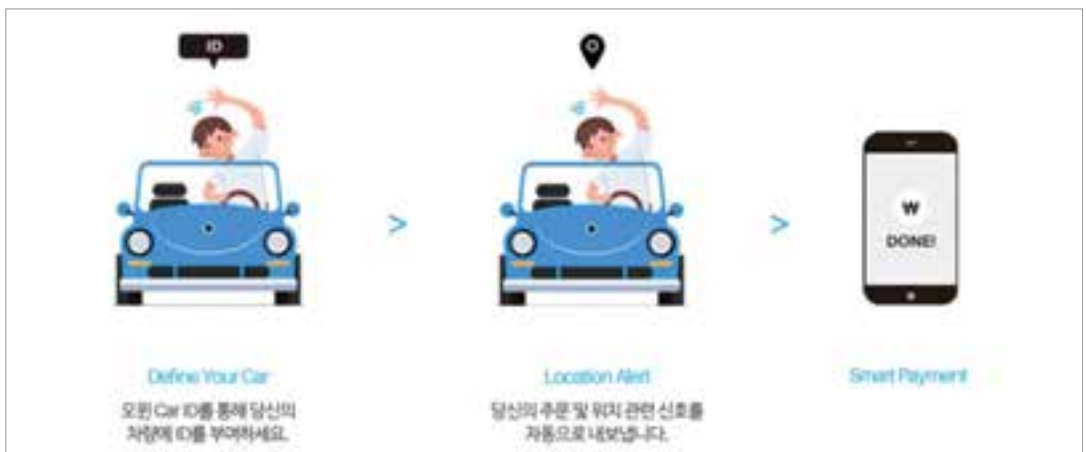 ID
W
DONE!
Define Your Car
오윈 Car ID를 통해 당신의
차량에 ID를 부여하세요.
Location Alert
당신의 주문 및 위치 관련 신호를
자동으로 내보냅니다.
Smart Payment